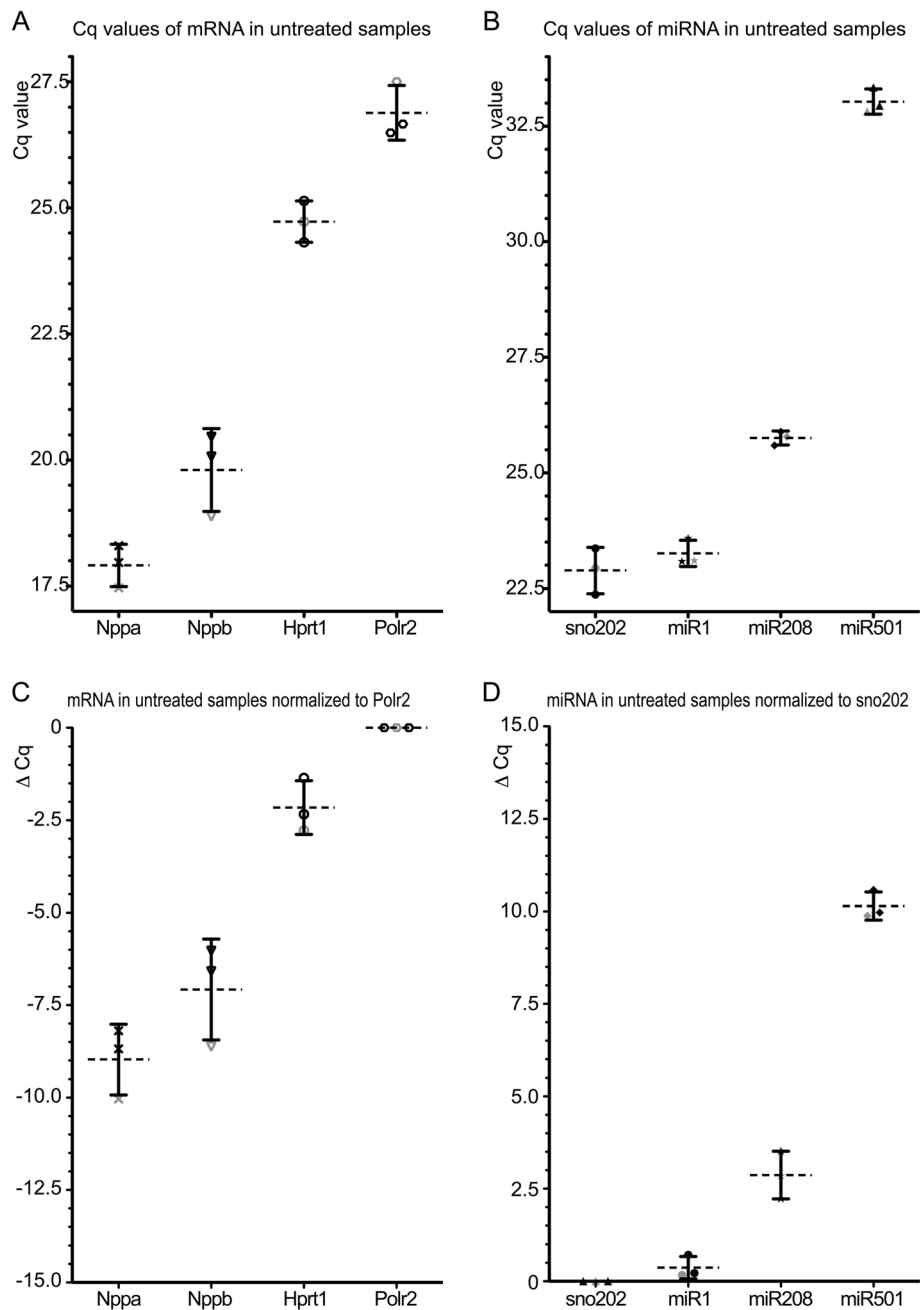 A
Cq values of mRNA in untreated samples
Cq value
27.5
25.0
22.5
20.0
17.5
Nppa Nppb Hprt1 Polr2
B
Cq values of miRNA in untreated samples
Cq value
32.5
30.0
27.5
25.0
22.5
sno202 miR1 miR208 miR501
C
mRNA in untreated samples normalized to Polr2
Δ Cq
0
-2.5
-5.0
-7.5
-10.0
-12.5
-15.0
Nppa Nppb Hprt1 Polr2
D
miRNA in untreated samples normalized to sno202
Δ Cq
15.0
12.5
10.0
7.5
5.0
2.5
0
sno202 miR1 miR208 miR501